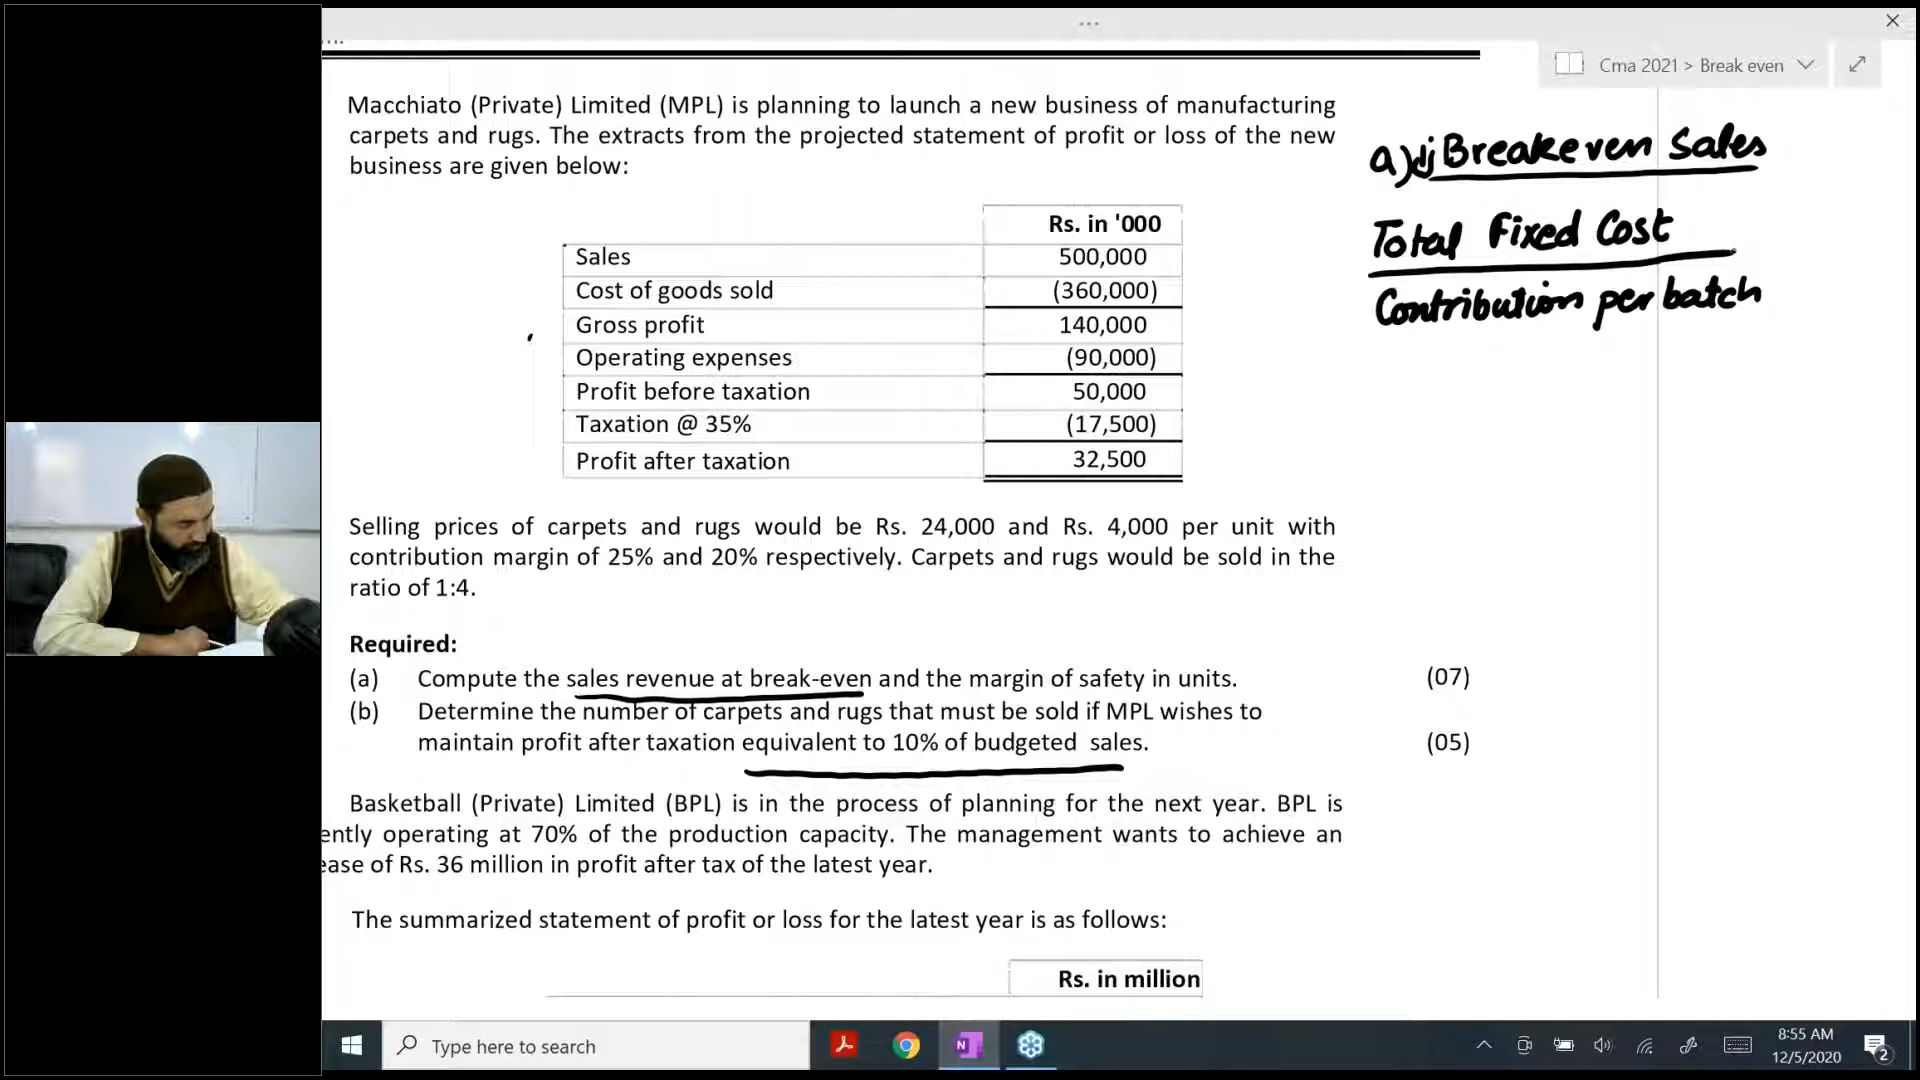 Cma 2021 > Break even
Macchiato (Private) Limited (MPL) is planning to launch a new business of manufacturing
carpets and rugs. The extracts from the projected statement of profit or loss of the new
business are given below:
Rs. in '000
Sales 500,000
Cost of goods sold (360,000)
Gross profit 140,000
Operating expenses (90,000)
Profit before taxation 50,000
Taxation @ 35% (17,500)
Profit after taxation 32,500
Selling prices of carpets and rugs would be Rs. 24,000 and Rs. 4,000 per unit with
contribution margin of 25% and 20% respectively. Carpets and rugs would be sold in the
ratio of 1:4.
Required:
(a) Compute the sales revenue at break-even and the margin of safety in units. (07)
(b) Determine the number of carpets and rugs that must be sold if MPL wishes to
maintain profit after taxation equivalent to 10% of budgeted sales. (05)
Basketball (Private) Limited (BPL) is in the process of planning for the next year. BPL is
ently operating at 70% of the production capacity. The management wants to achieve an
ease of Rs. 36 million in profit after tax of the latest year.
The summarized statement of profit or loss for the latest year is as follows:
Rs. in million
a) Breakeven Sales
Total Fixed Cost
Contribution per batch
Type here to search
8:55 AM
12/5/2020
2